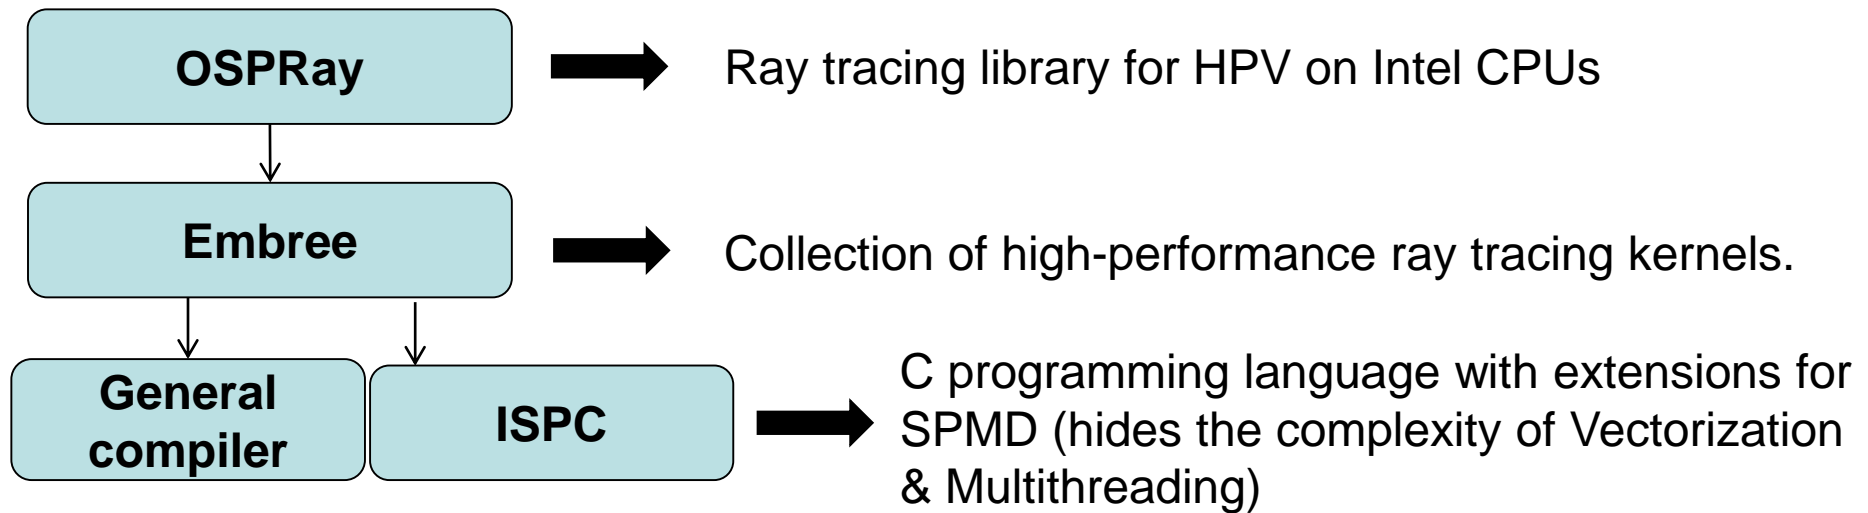 OSPRay
Ray tracing library for HPV on Intel CPUs
Embree
Collection of high-performance ray tracing kernels.
General
compiler
ISPC
C programming language with extensions for
SPMD (hides the complexity of Vectorization
& Multithreading)